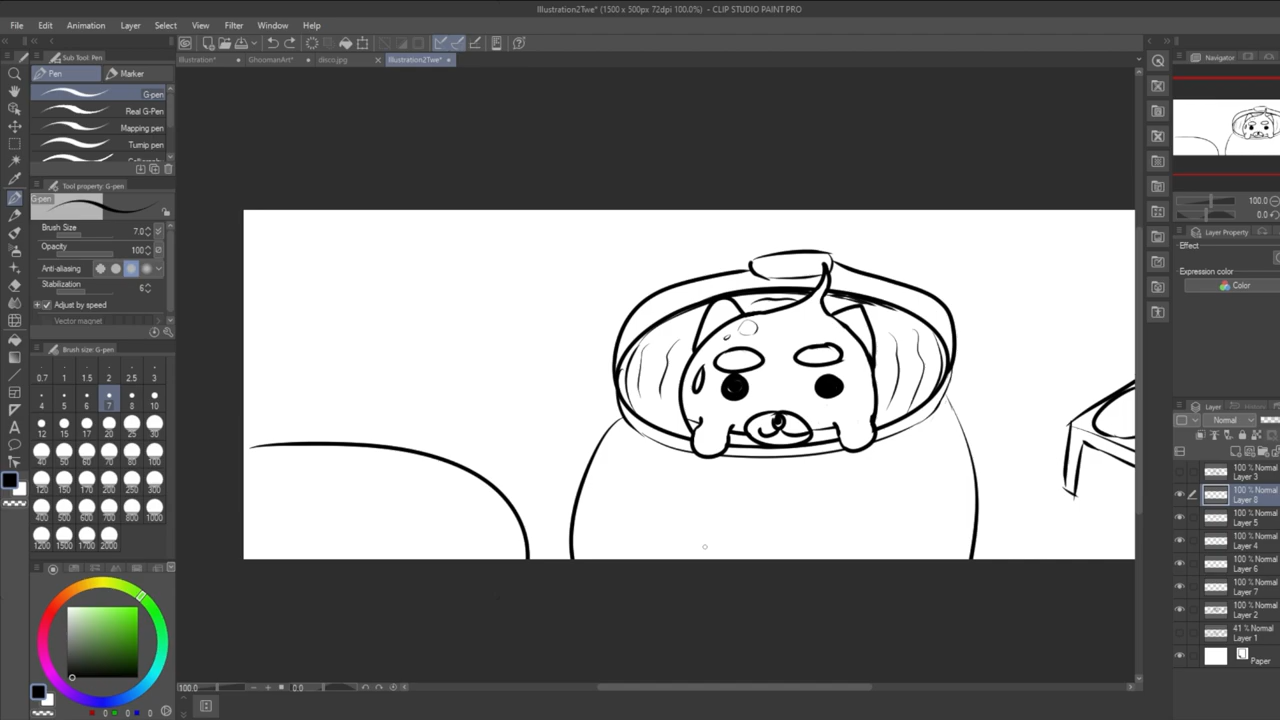 Illustration2Twe* (1500 x 500px 72dpi 100.0%) - CLIP STUDIO PAINT PRO
File Edit Animation Layer Select View Filter Window Help
Sub Tool: Pen
Illustration* GhoomanArt* disco.jpg Illustration2Twe*
Navigator
Pen Marker
G-pen
Real G-Pen
Mapping pen
Turnip pen
Tool property: G-pen
G-pen
Brush Size 7.0
Opacity 100
Anti-aliasing
Stabilization 6
Adjust by speed
Vector magnet
Brush size: G-pen
0.7 1 1.5 2 2.5 3
4 5 6 7 8 10
12 15 17 20 25 30
40 50 60 70 80 100
120 150 170 200 250 300
400 500 600 700 800 1000
1200 1500 1700 2000
0 0 0
100.0 0.0
100.0
0.0
Layer Property
Effect
Expression color
Color
Layer
Normal
100 % Normal
Layer 3
100 % Normal
Layer 8
100 % Normal
Layer 5
100 % Normal
Layer 4
100 % Normal
Layer 6
100 % Normal
Layer 7
100 % Normal
Layer 2
41 % Normal
Layer 1
Paper